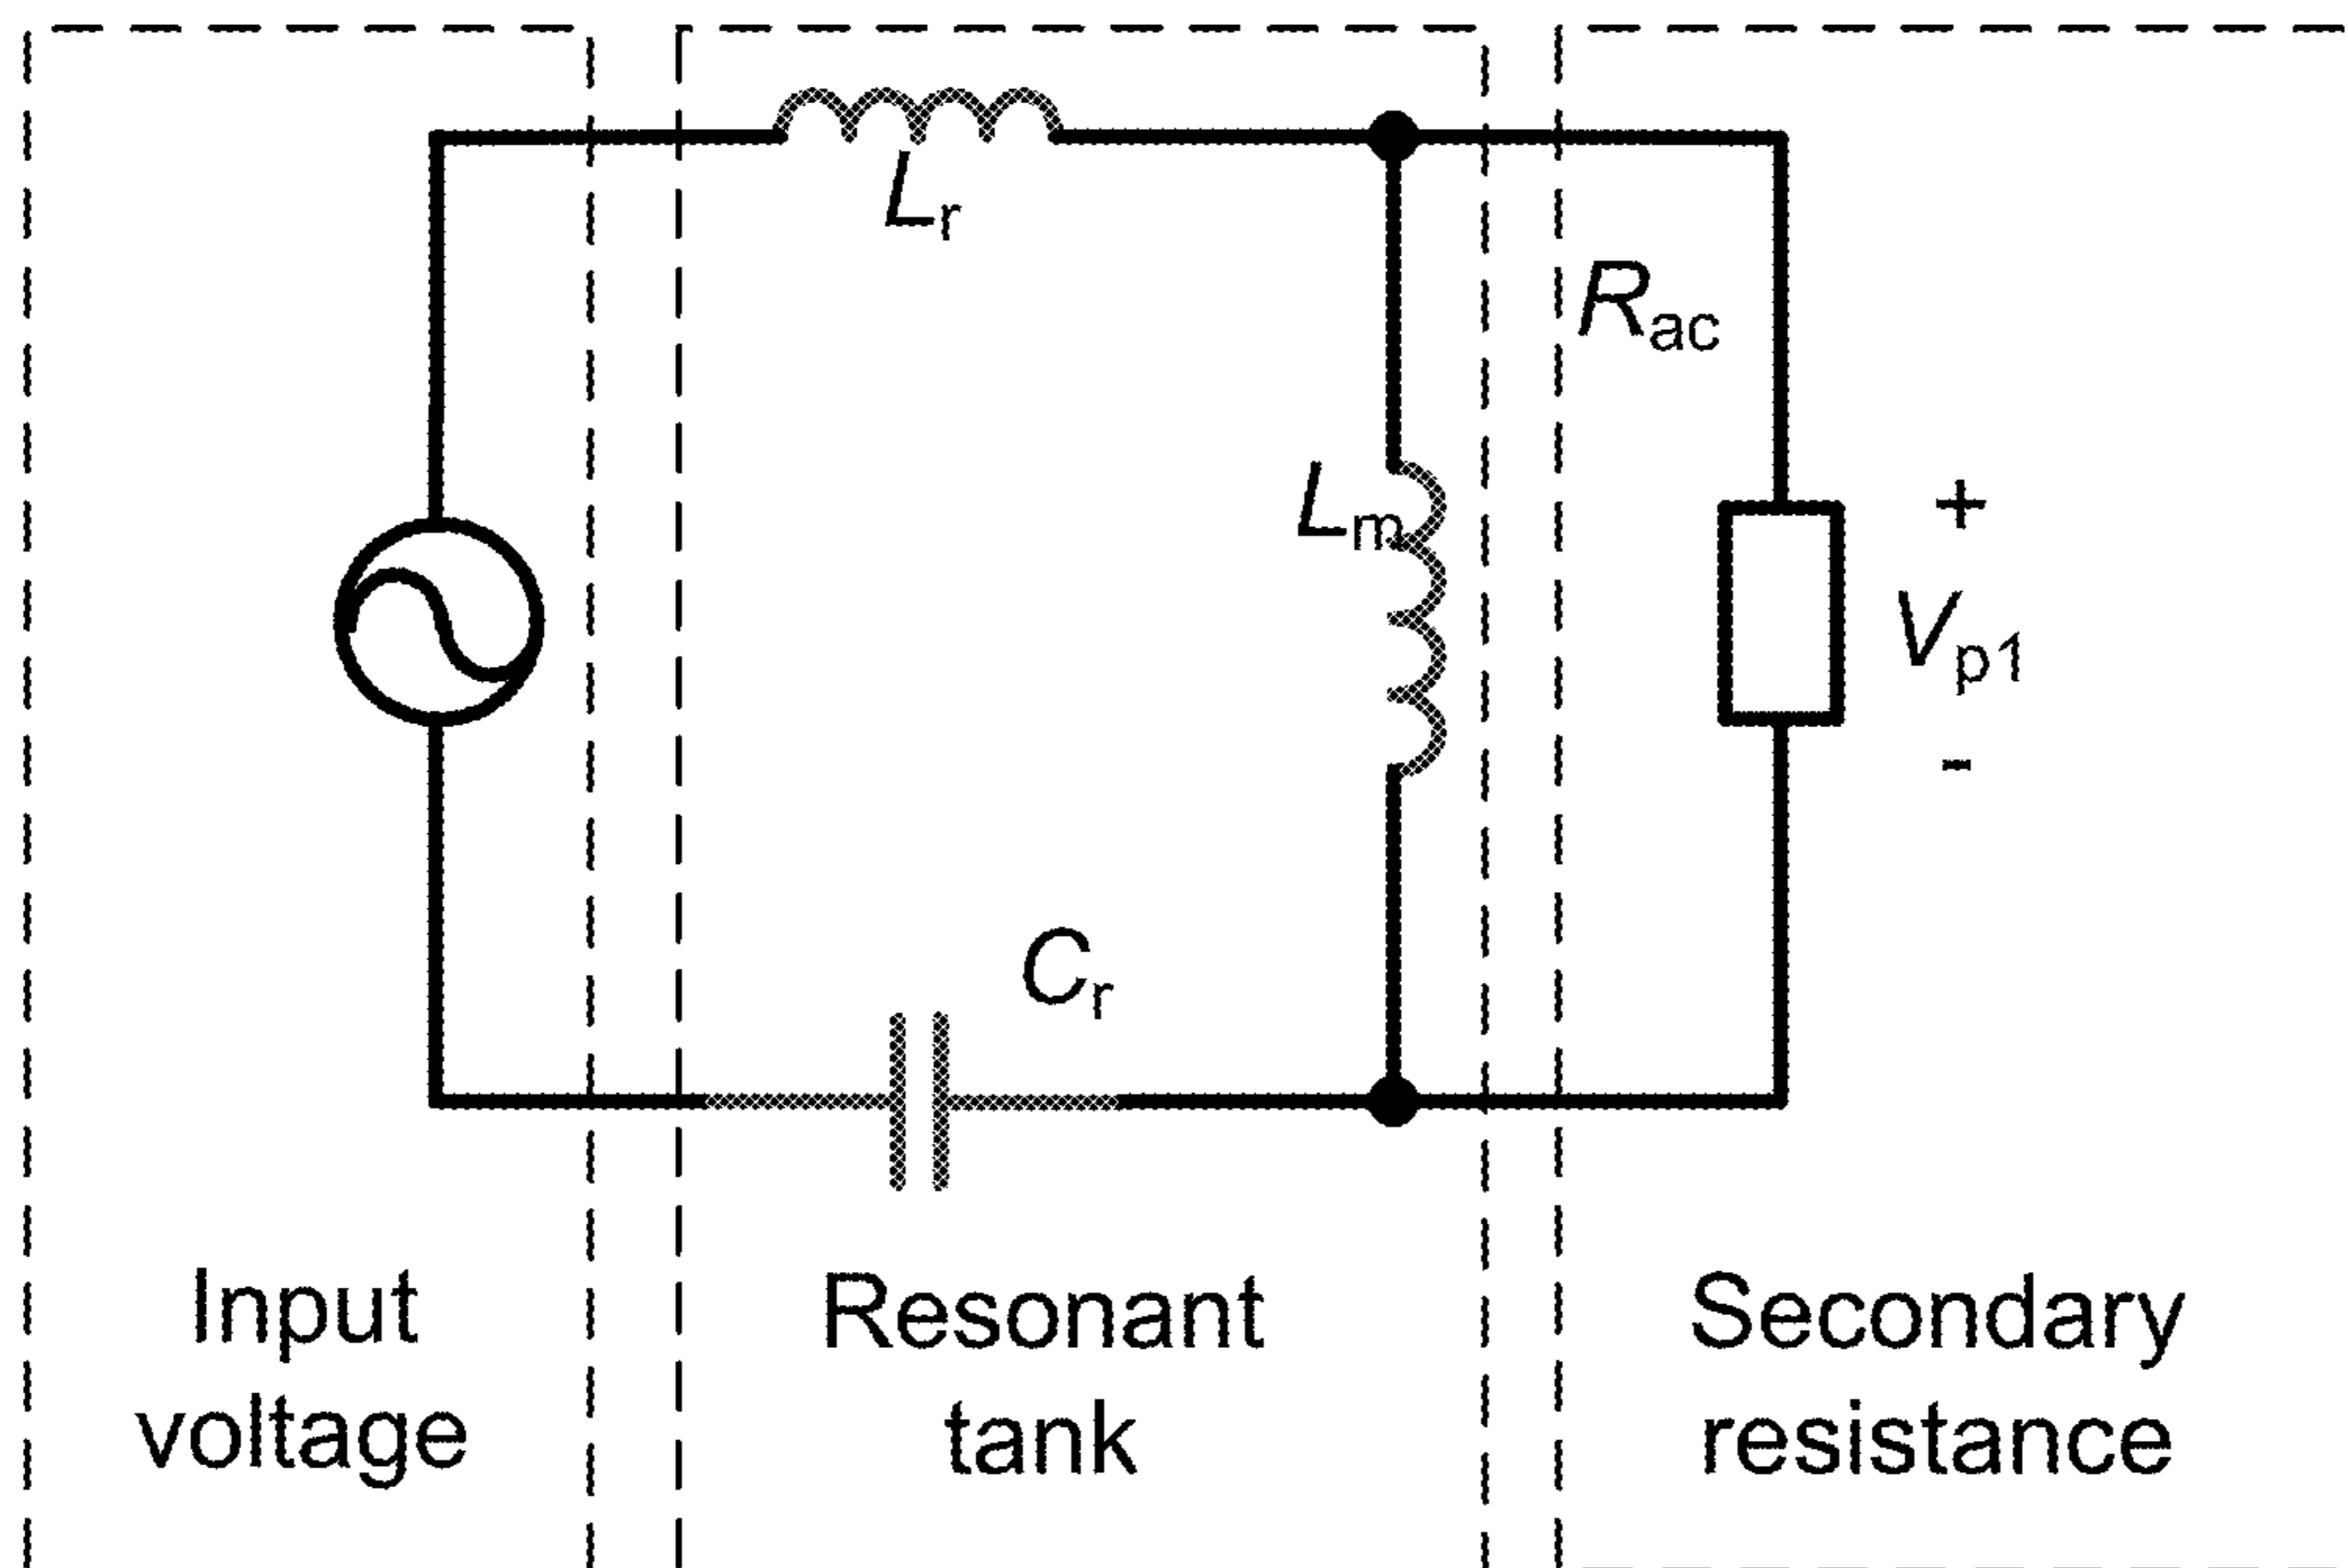 Lr
Rac
Lm
+
Vp1
-
Cr
Input
voltage
Resonant
tank
Secondary
resistance